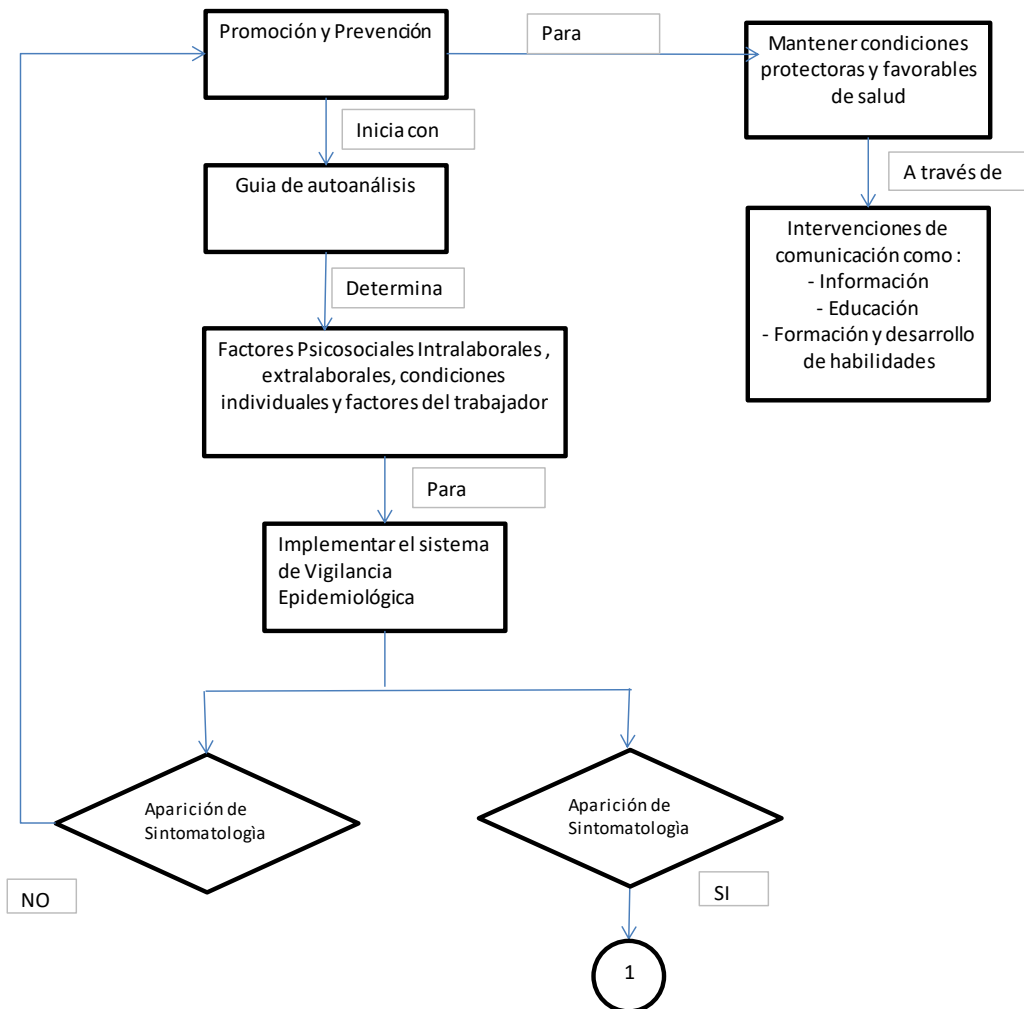 Promoción y Prevención
Para
Mantener condiciones
protectoras y favorables
de salud
Inicia con
A través de
Guia de autoanálisis
Intervenciones de
comunicación como :
- Información
- Educación
- Formación y desarrollo
de habilidades
Determina
Factores Psicosociales Intralaborales ,
extralaborales, condiciones
individuales y factores del trabajador
Para
Implementar el sistema
de Vigilancia
Epidemiológica
Aparición de
Sintomatologìa
Aparición de
Sintomatologìa
NO
SI
1